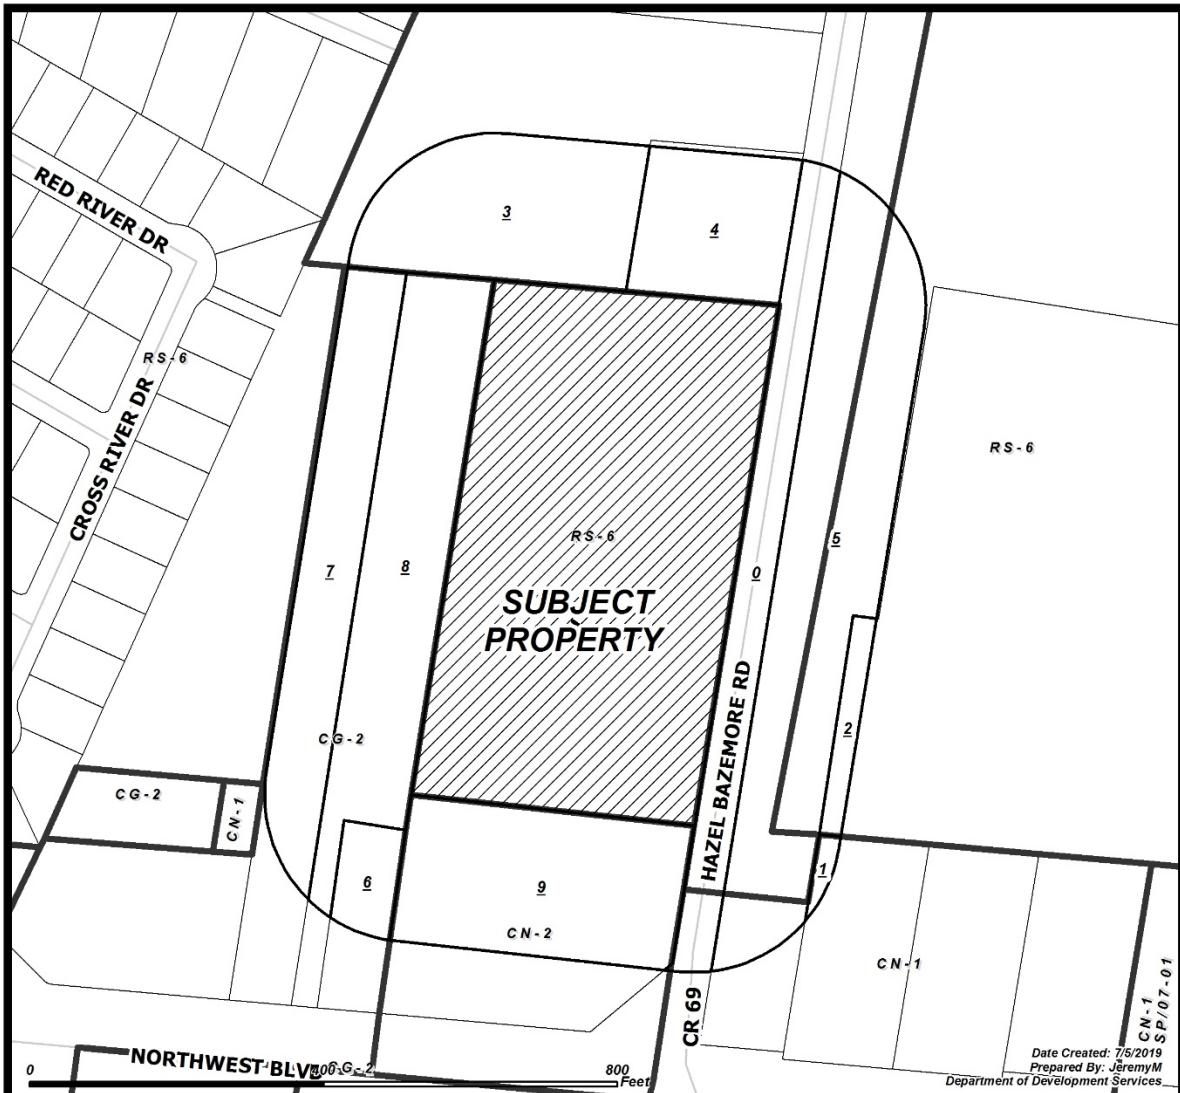 RED RIVER DR
3
4
RS-6
CROSS RIVER DR
RS-6
7
8
RS-6
0
5
SUBJECT
PROPERTY
HAZEL BAZEMORE RD
2
CG-2
CG-2
CN-1
6
9
1
CN-2
CN-1
CN-1
SP/07-01
CR 69
NORTHWEST BLVD
CG-2
0
400
800
Feet
Date Created: 7/5/2019
Prepared By: JeremyM
Department of Development Services